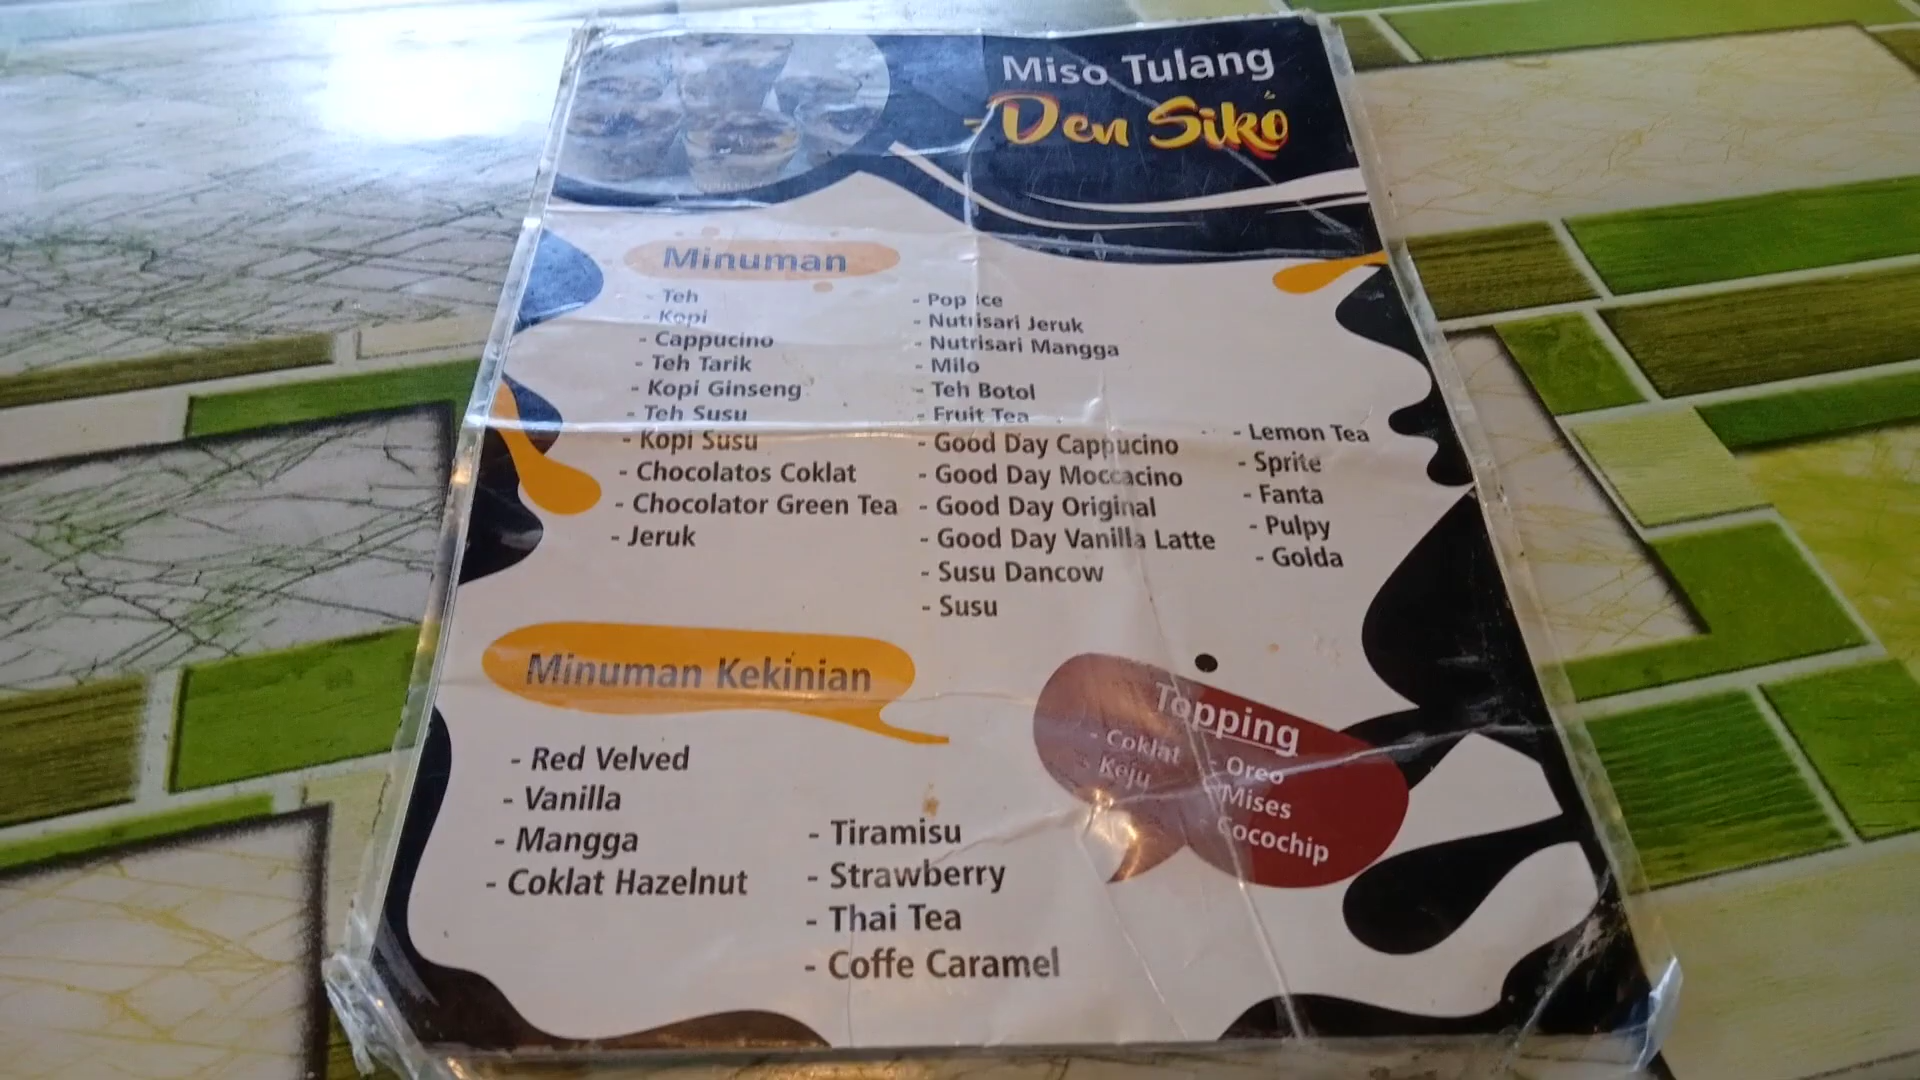 Miso Tulang
Den Siko
Minuman
- Teh
- Kopi
- Cappucino
- Teh Tarik
- Kopi Ginseng
- Teh Susu
- Kopi Susu
- Chocolatos Coklat
- Chocolator Green Tea
- Jeruk
- Pop Ice
- Nutrisari Jeruk
- Nutrisari Mangga
- Milo
- Teh Botol
- Fruit Tea
- Good Day Cappucino
- Good Day Moccacino
- Good Day Original
- Good Day Vanilla Latte
- Susu Dancow
- Susu
- Lemon Tea
- Sprite
- Fanta
- Pulpy
- Golda
Minuman Kekinian
- Red Velved
- Vanilla
- Mangga
- Coklat Hazelnut
- Tiramisu
- Strawberry
- Thai Tea
- Coffe Caramel
Topping
- Coklat
- Keju
- Oreo
- Mises
- Cocochip